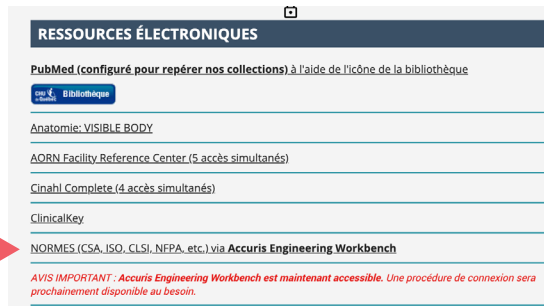 RESSOURCES ÉLECTRONIQUES
PubMed (configuré pour repérer nos collections) à l'aide de l'icône de la bibliothèque
CHU de Québec Bibliothèque
Anatomie: VISIBLE BODY
AORN Facility Reference Center (5 accès simultanés)
Cinahl Complete (4 accès simultanés)
ClinicalKey
NORMES (CSA, ISO, CLSI, NFPA, etc.) via Accuris Engineering Workbench
AVIS IMPORTANT : Accuris Engineering Workbench est maintenant accessible. Une procédure de connexion sera
prochainement disponible au besoin.